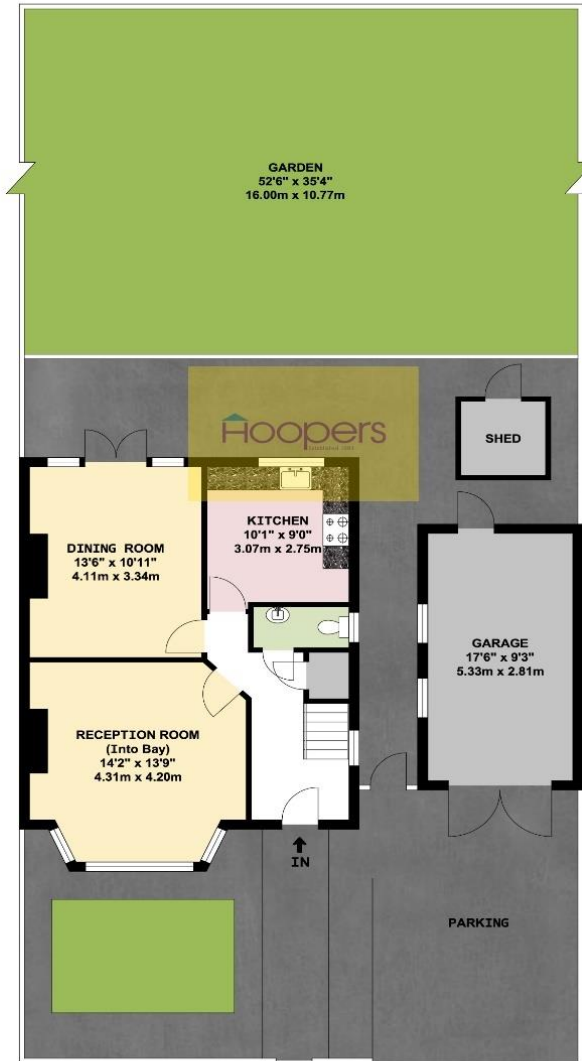 GARDEN
52'6" x 35'4"
16.00m x 10.77m
Hoopers
SHED
KITCHEN
10'1" x 9'0"
3.07m x 2.75m
DINING ROOM
13'6" x 10'11"
4.11m x 3.34m
GARAGE
17'6" x 9'3"
5.33m x 2.81m
RECEPTION ROOM
(Into Bay)
14'2" x 13'9"
4.31m x 4.20m
IN
PARKING